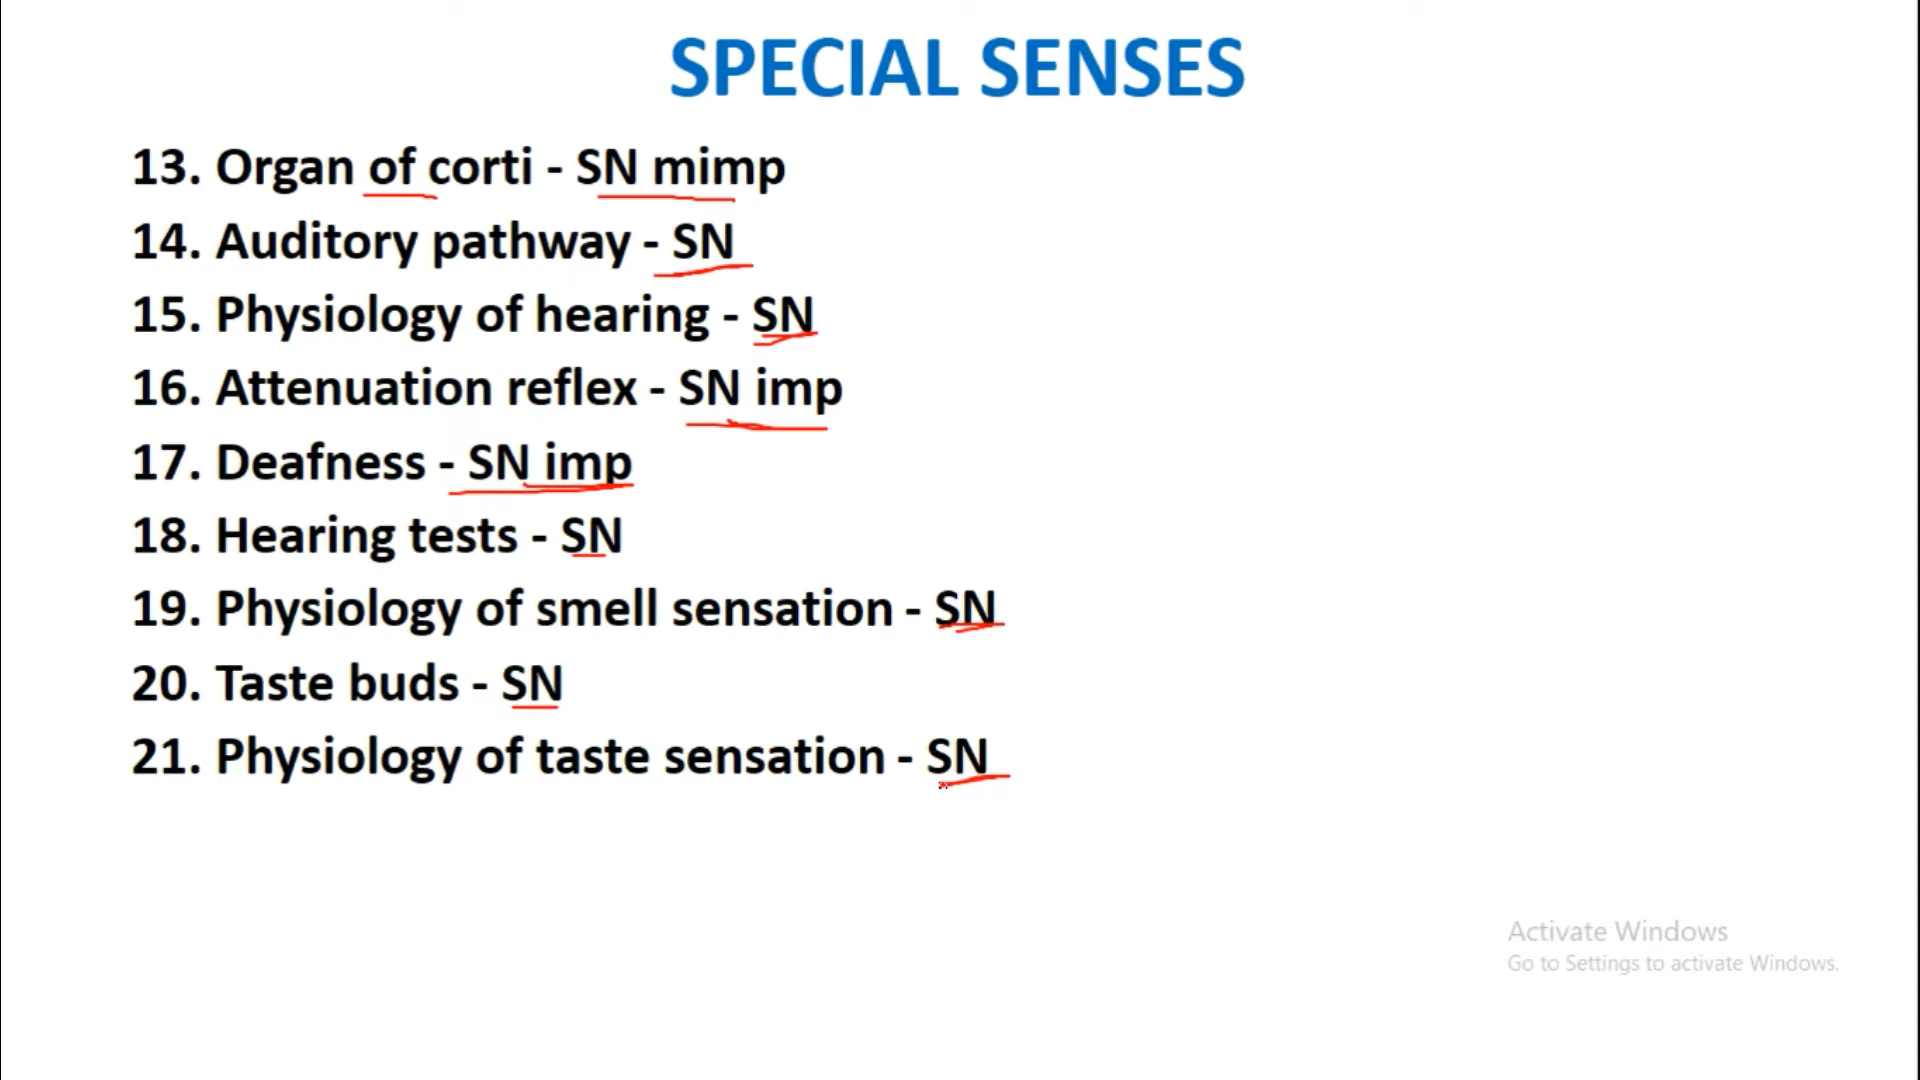 SPECIAL SENSES
13. Organ of corti - SN mimp
14. Auditory pathway - SN
15. Physiology of hearing - SN
16. Attenuation reflex - SN imp
17. Deafness - SN imp
18. Hearing tests - SN
19. Physiology of smell sensation - SN
20. Taste buds - SN
21. Physiology of taste sensation - SN
Activate Windows
Go to Settings to activate Windows.